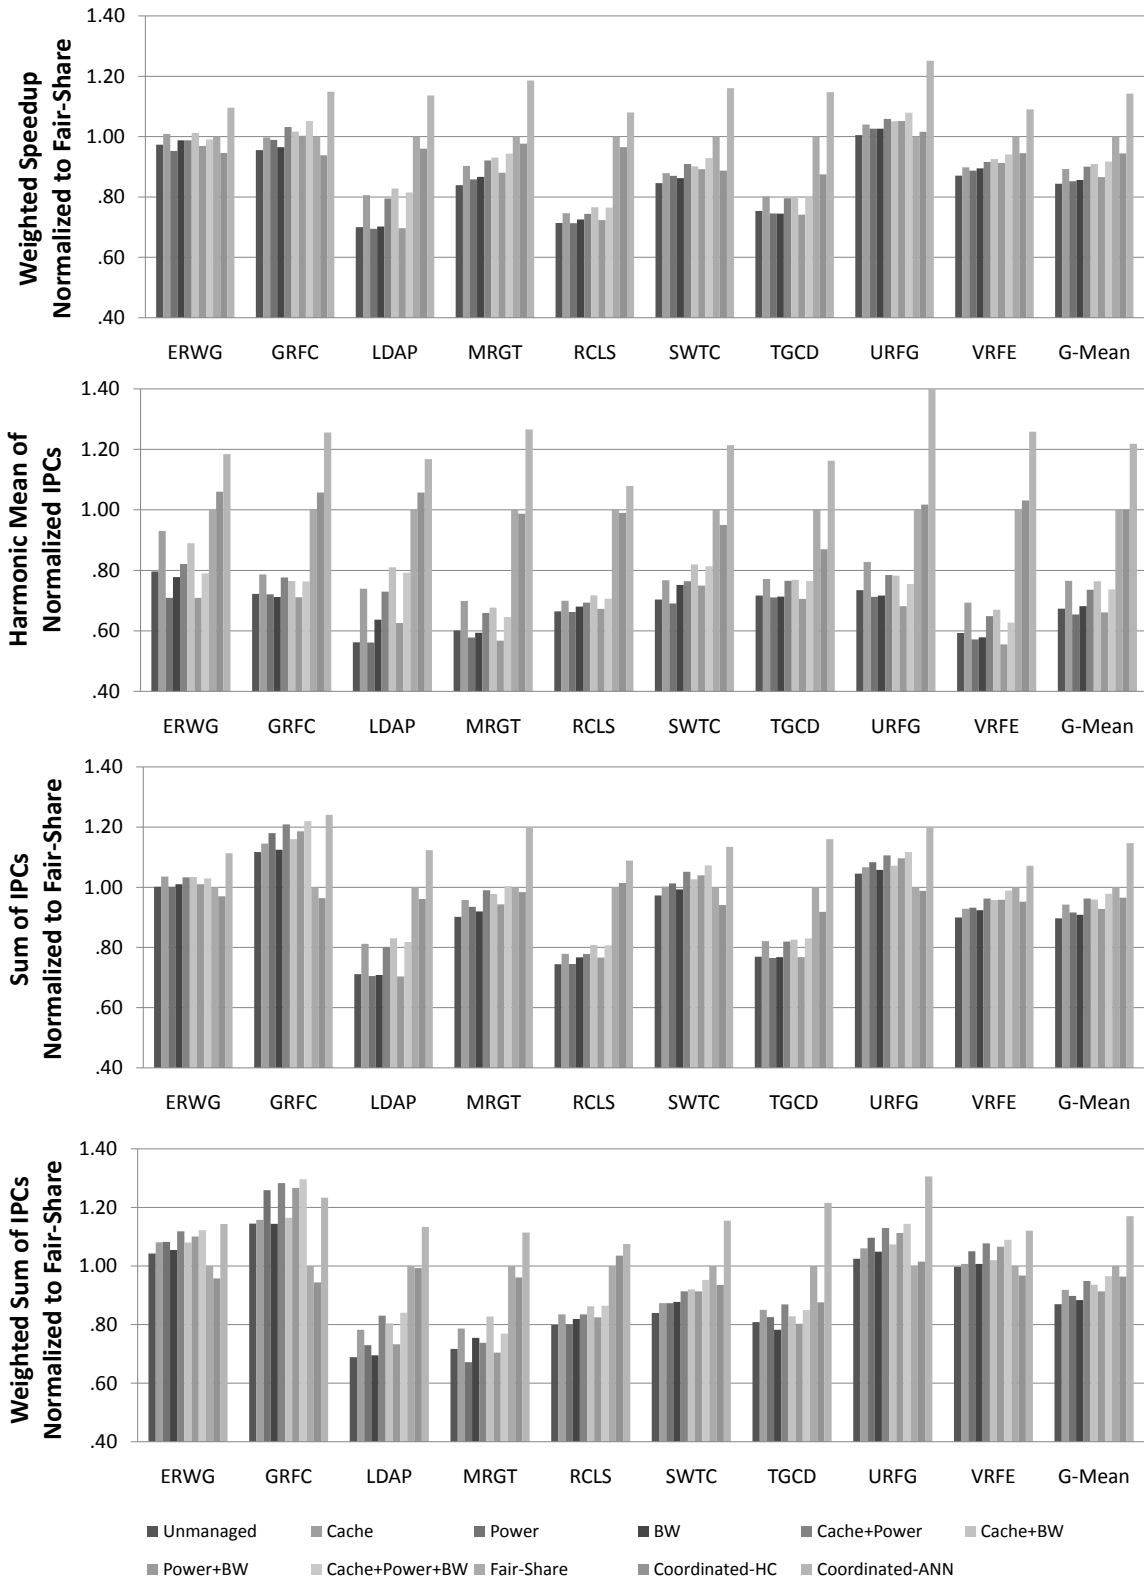 Weighted Speedup
Normalized to Fair-Share
1.40
1.20
1.00
.80
.60
.40
ERWG GRFC LDAP MRGT RCLS SWTC TGCD URFG VRFE G-Mean
Harmonic Mean of
Normalized IPCs
1.40
1.20
1.00
.80
.60
.40
ERWG GRFC LDAP MRGT RCLS SWTC TGCD URFG VRFE G-Mean
Sum of IPCs
Normalized to Fair-Share
1.40
1.20
1.00
.80
.60
.40
ERWG GRFC LDAP MRGT RCLS SWTC TGCD URFG VRFE G-Mean
Weighted Sum of IPCs
Normalized to Fair-Share
1.40
1.20
1.00
.80
.60
.40
ERWG GRFC LDAP MRGT RCLS SWTC TGCD URFG VRFE G-Mean
Unmanaged Cache Power BW Cache+Power Cache+BW
Power+BW Cache+Power+BW Fair-Share Coordinated-HC Coordinated-ANN